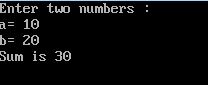 Enter two numbers :
a= 10
b= 20
Sum is 30